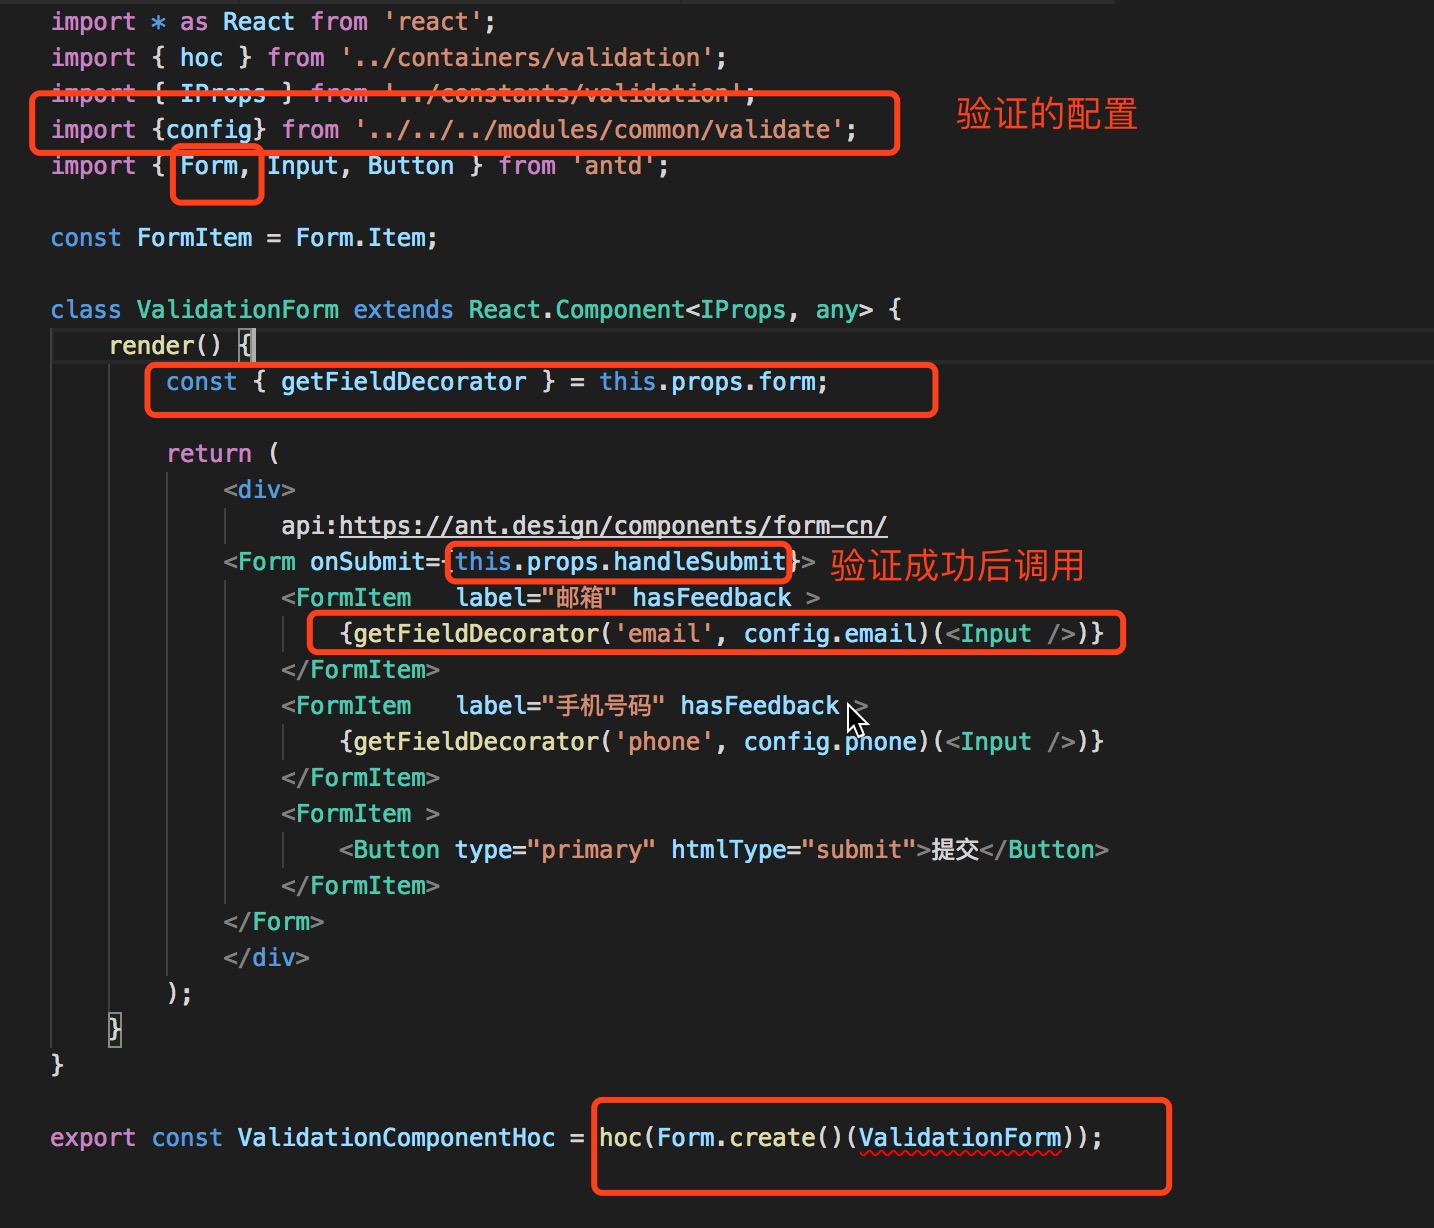 import * as React from 'react';
import { hoc } from '../containers/validation';
import { IProps } from '../constants/validation';
import {config} from '../../../modules/common/validate';
验证的配置
import { Form, Input, Button } from 'antd';
const FormItem = Form.Item;
class ValidationForm extends React.Component<IProps, any> {
render() {
const { getFieldDecorator } = this.props.form;
return (
<div>
api:https://ant.design/components/form-cn/
<Form onSubmit={this.props.handleSubmit}>
验证成功后调用
<FormItem   label="邮箱" hasFeedback >
{getFieldDecorator('email', config.email)(<Input />)}
</FormItem>
<FormItem   label="手机号码" hasFeedback >
{getFieldDecorator('phone', config.phone)(<Input />)}
</FormItem>
<FormItem >
<Button type="primary" htmlType="submit">提交</Button>
</FormItem>
</Form>
</div>
);
}
}
export const ValidationComponentHoc = hoc(Form.create()(ValidationForm));